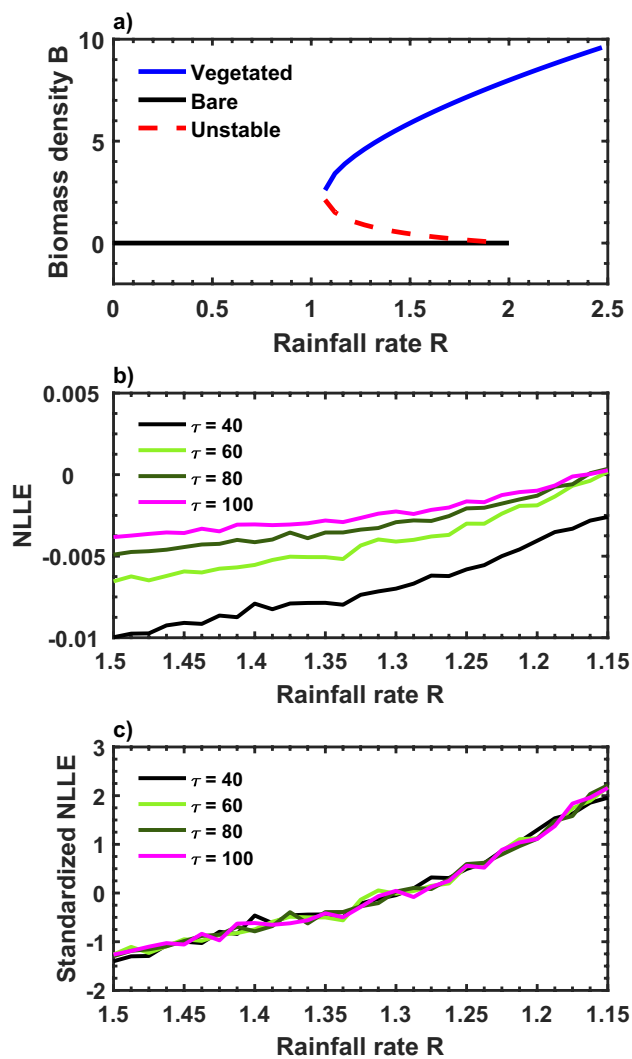 a)
10
5
0
Biomass density B
Vegetated
Bare
Unstable
0 0.5 1 1.5 2 2.5
Rainfall rate R
b)
0.005
0
-0.005
-0.01
NLLE
τ = 40
τ = 60
τ = 80
τ = 100
1.5 1.45 1.4 1.35 1.3 1.25 1.2 1.15
Rainfall rate R
c)
3
2
1
0
-1
-2
Standardized NLLE
τ = 40
τ = 60
τ = 80
τ = 100
1.5 1.45 1.4 1.35 1.3 1.25 1.2 1.15
Rainfall rate R